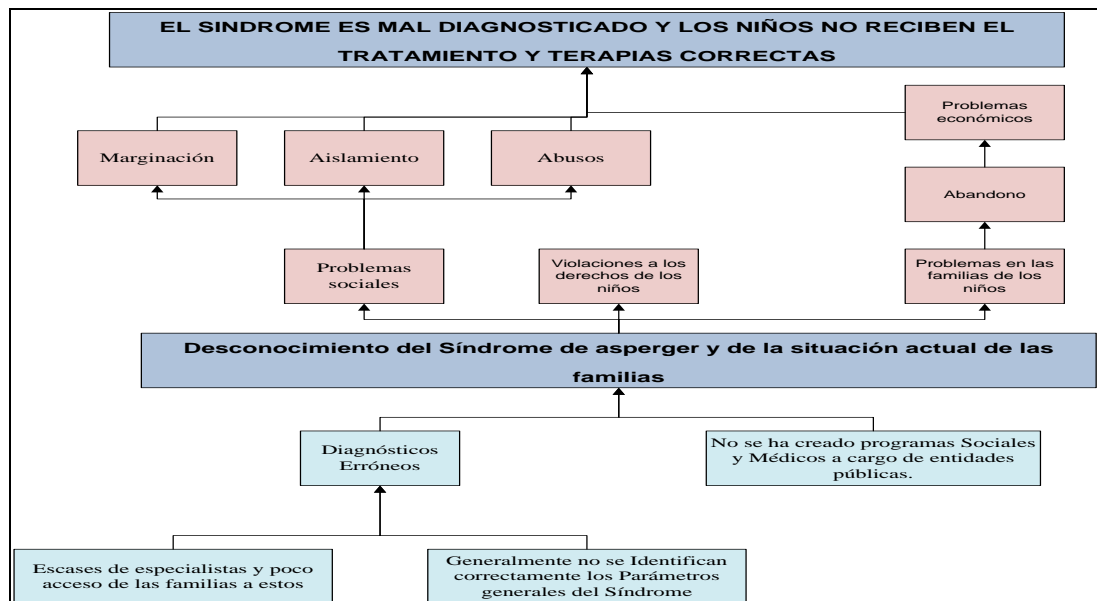 EL SINDROME ES MAL DIAGNOSTICADO Y LOS NIÑOS NO RECIBEN EL
TRATAMIENTO Y TERAPIAS CORRECTAS
Problemas
económicos
Marginación
Aislamiento
Abusos
Abandono
Problemas
sociales
Violaciones a los
derechos de los
niños
Problemas en las
familias de los
niños
Desconocimiento del Síndrome de asperger y de la situación actual de las
familias
Diagnósticos
Erróneos
No se ha creado programas Sociales
y Médicos a cargo de entidades
públicas.
Escases de especialistas y poco
acceso de las familias a estos
Generalmente no se Identifican
correctamente los Parámetros
generales del Síndrome